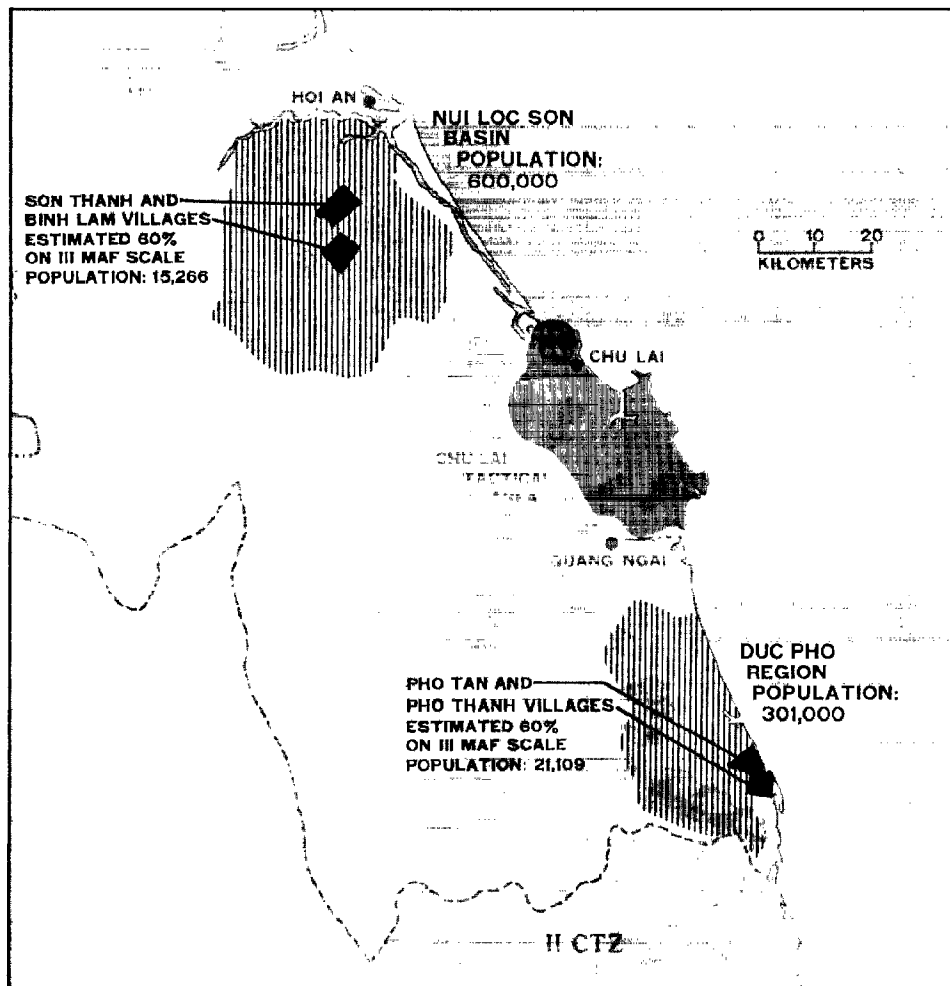 HOI AN
NUI LOC SON
BASIN
POPULATION:
600,000
SON THANH AND
BINH LAM VILLAGES
ESTIMATED 60%
ON III MAF SCALE
POPULATION: 15,266
0 10 20
KILOMETERS
CHU LAI
CHU LAI
TACTICAL
AREA
QUANG NGAI
DUC PHO
REGION
POPULATION:
301,000
PHO TAN AND
PHO THANH VILLAGES
ESTIMATED 60%
ON III MAF SCALE
POPULATION: 21,109
II CTZ